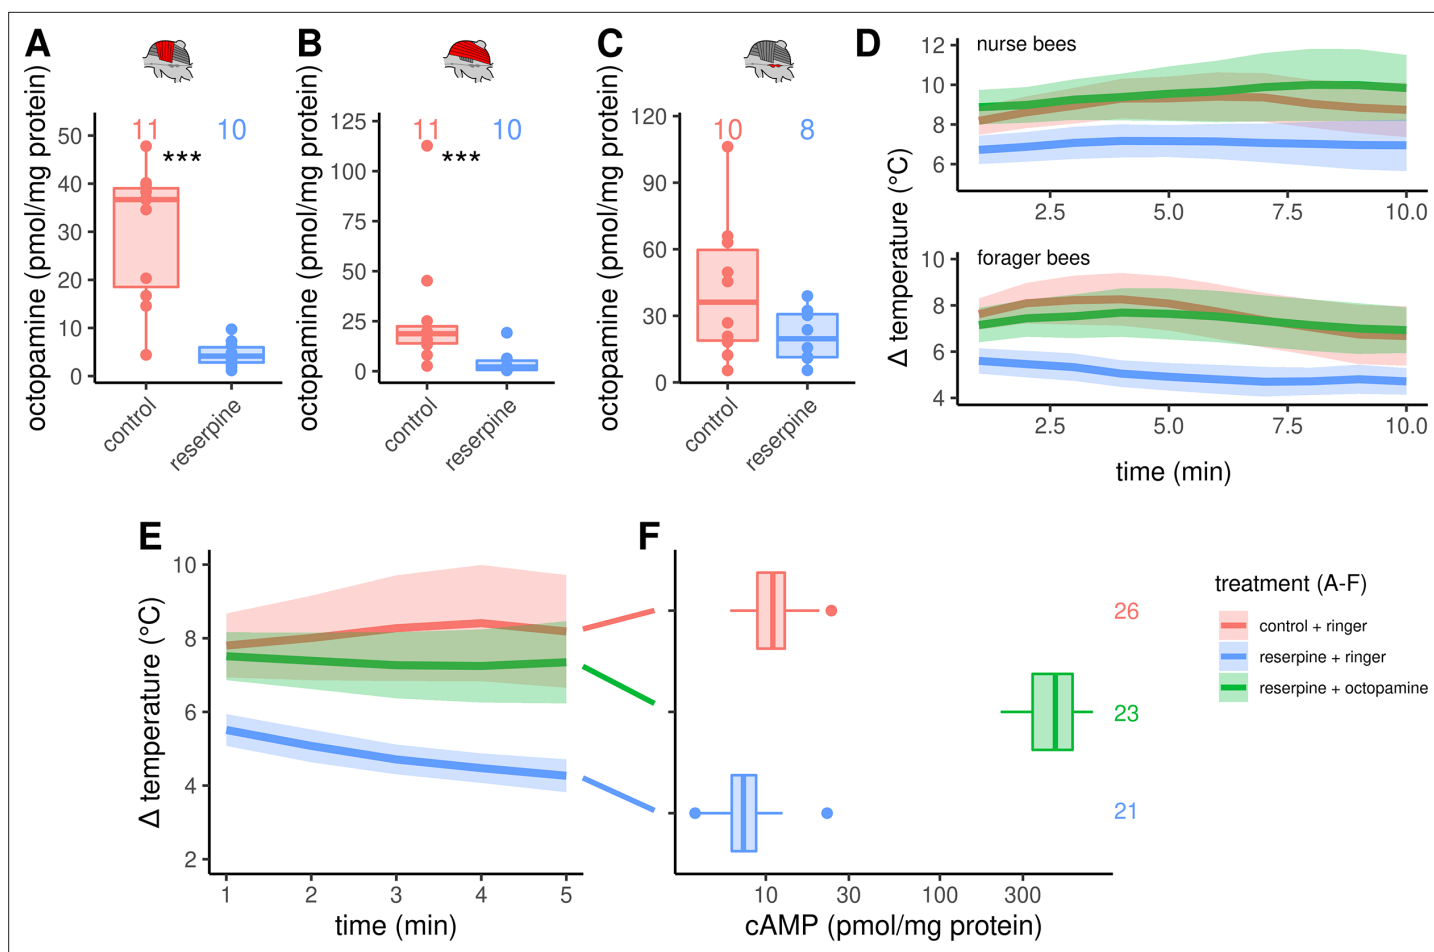 A
B
C
D
11
10
***
octopamine (pmol/mg protein)
50
40
30
20
10
0
control
reserpine
11
10
***
octopamine (pmol/mg protein)
125
100
75
50
25
0
control
reserpine
10
8
octopamine (pmol/mg protein)
120
90
60
30
0
control
reserpine
nurse bees
12
10
8
6
2.5
5.0
7.5
10.0
Δ temperature (°C)
forager bees
10
8
6
4
2.5
5.0
7.5
10.0
time (min)
E
F
Δ temperature (°C)
10
8
6
4
2
1
2
3
4
5
time (min)
26
23
21
10
30
100
300
cAMP (pmol/mg protein)
treatment (A-F)
control + ringer
reserpine + ringer
reserpine + octopamine